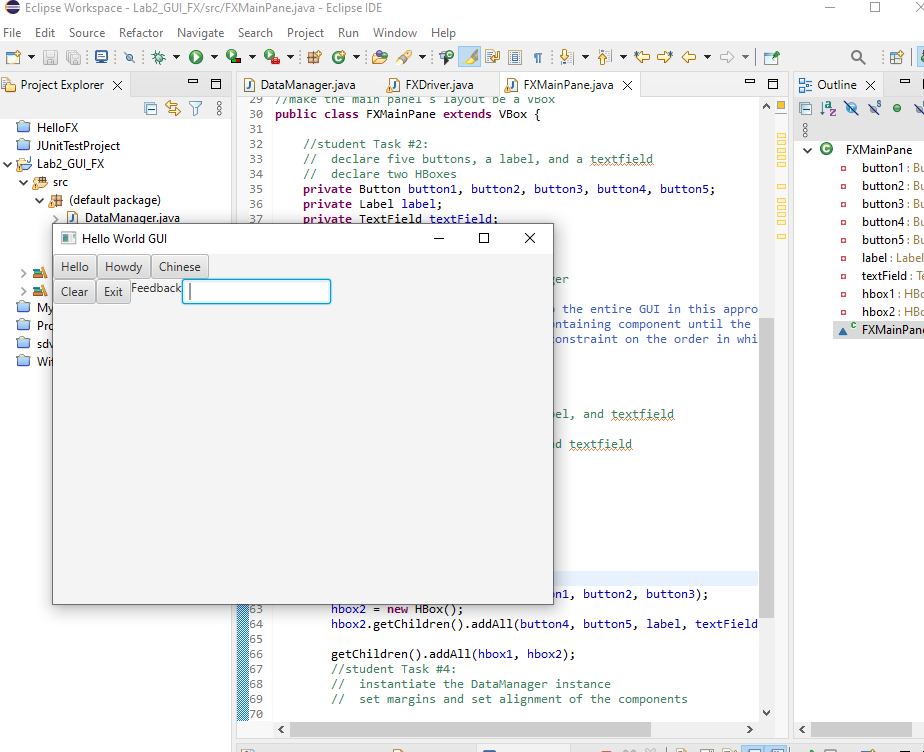 Eclipse Workspace - Lab2_GUI_FX/src/FXMainPane.java - Eclipse IDE
File Edit Source Refactor Navigate Search Project Run Window Help
Project Explorer
DataManager.java FXDriver.java FXMainPane.java
Outline
HelloFX
JUnitTestProject
Lab2_GUI_FX
src
(default package)
DataManager.java
My
Pro
sdv
29 //make the main panel's layout be a VBox
30 public class FXMainPane extends VBox {
31
32 //student Task #2:
33 // declare five buttons, a label, and a textfield
34 // declare two HBoxes
35 private Button button1, button2, button3, button4, button5;
36 private Label label;
37 private TextField textField;
Hello World GUI
Hello Howdy Chinese
Clear Exit Feedback
ger
o the entire GUI in this appro
ontaining component until the
constraint on the order in whi
el, and textfield
d textfield
on1, button2, button3);
63 hbox2 = new HBox();
64 hbox2.getChildren().addAll(button4, button5, label, textField
65
66 getChildren().addAll(hbox1, hbox2);
67 //student Task #4:
68 // instantiate the DataManager instance
69 // set margins and set alignment of the components
70
FXMainPane
button1 : Bu
button2 : Bu
button3 : Bu
button4 : Bu
button5 : Bu
label : Label
textField : Te
hbox1 : HBo
hbox2 : HBo
FXMainPane